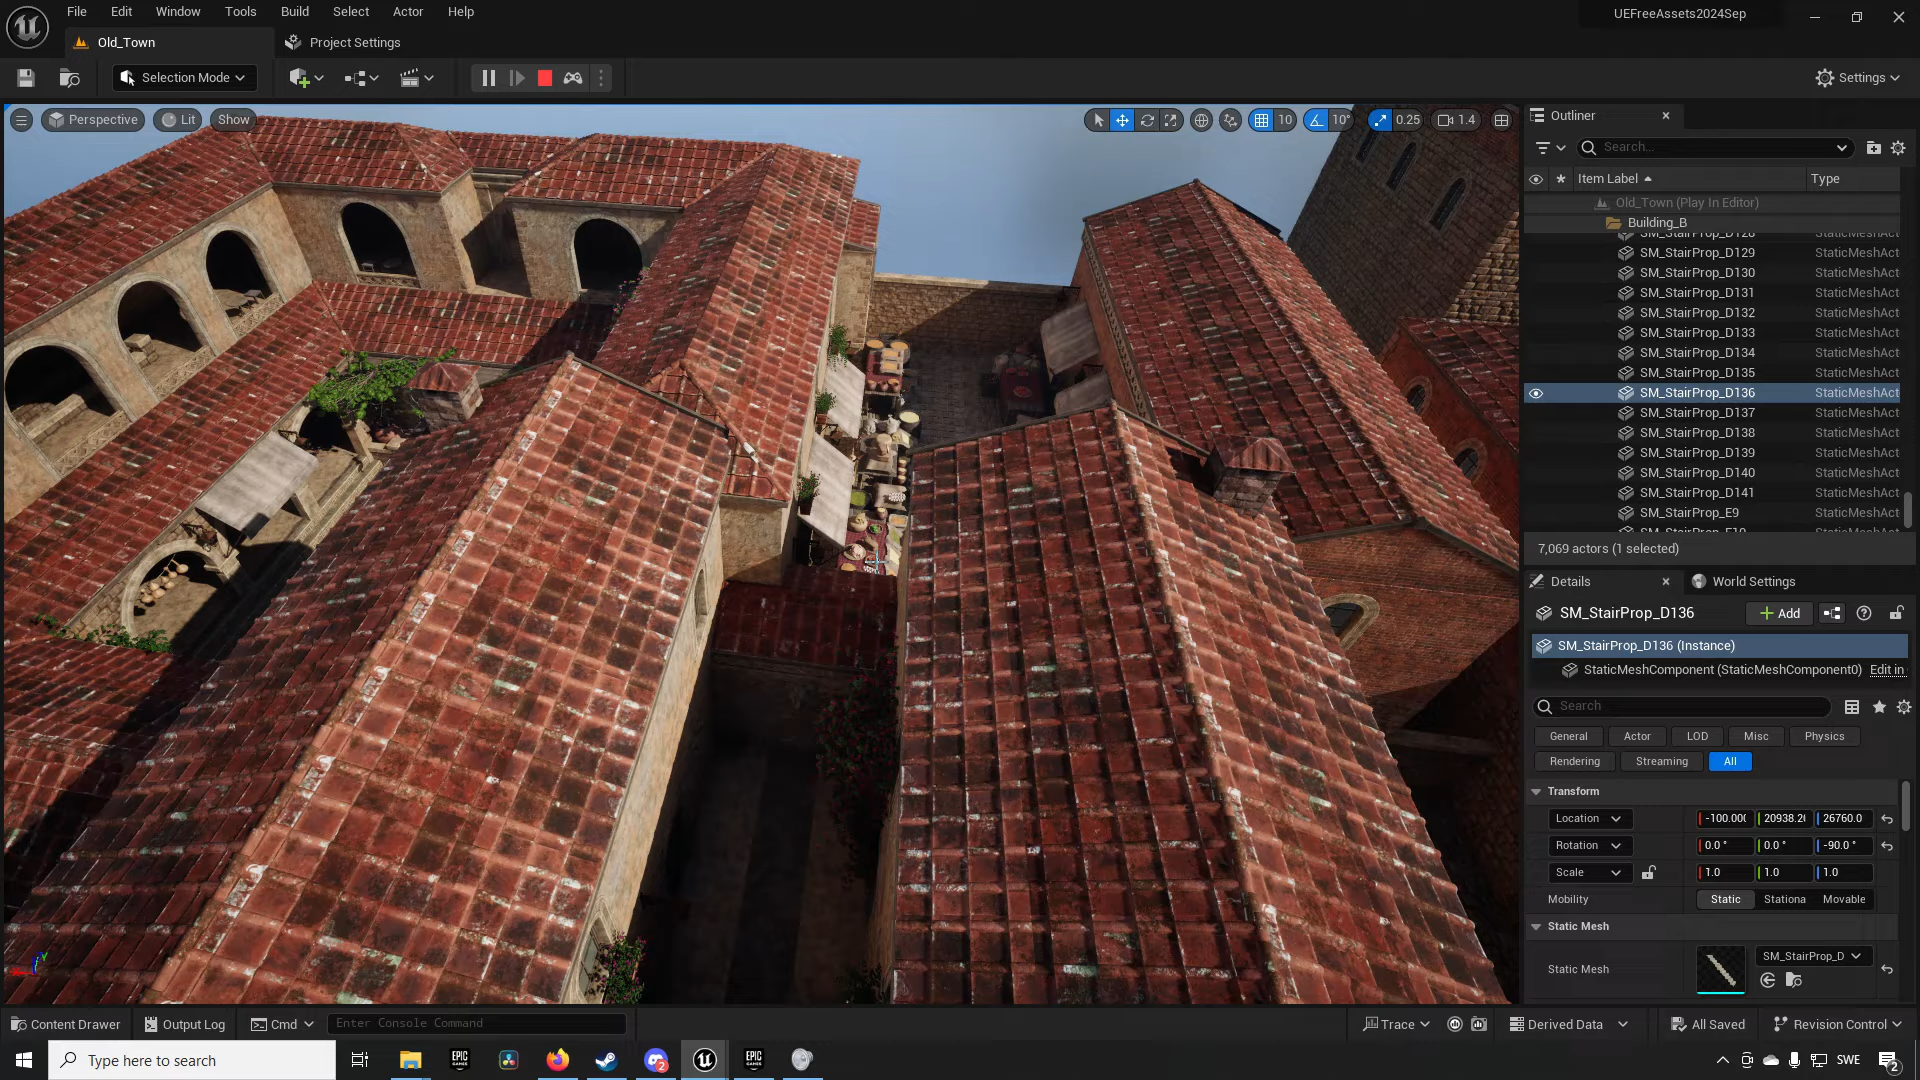 File Edit Window Tools Build Select Actor Help
UEFreeAssets2024Sep
Old_Town
Project Settings
Selection Mode
Settings
Perspective
Lit
Show
10
10°
0.25
1.4
Outliner
Search...
Item Label
Type
Old_Town (Play In Editor)
Building_B
SM_StairProp_D128
SM_StairProp_D129 StaticMeshAct
SM_StairProp_D130 StaticMeshAct
SM_StairProp_D131 StaticMeshAct
SM_StairProp_D132 StaticMeshAct
SM_StairProp_D133 StaticMeshAct
SM_StairProp_D134 StaticMeshAct
SM_StairProp_D135 StaticMeshAct
SM_StairProp_D136 StaticMeshAct
SM_StairProp_D137 StaticMeshAct
SM_StairProp_D138 StaticMeshAct
SM_StairProp_D139 StaticMeshAct
SM_StairProp_D140 StaticMeshAct
SM_StairProp_D141 StaticMeshAct
SM_StairProp_E9 StaticMeshAct
7,069 actors (1 selected)
Details
World Settings
SM_StairProp_D136
Add
SM_StairProp_D136 (Instance)
StaticMeshComponent (StaticMeshComponent0) Edit in
Search
General Actor LOD Misc Physics
Rendering Streaming All
Transform
Location -100.00 20938.2 26760.0
Rotation 0.0 ° 0.0 ° -90.0 °
Scale 1.0 1.0 1.0
Mobility Static Stationa Movable
Static Mesh
Static Mesh SM_StairProp_D
Content Drawer
Output Log
Cmd
Enter Console Command
Trace
Derived Data
All Saved
Revision Control
Type here to search
EPIC GAMES
2
EPIC GAMES
SWE
2